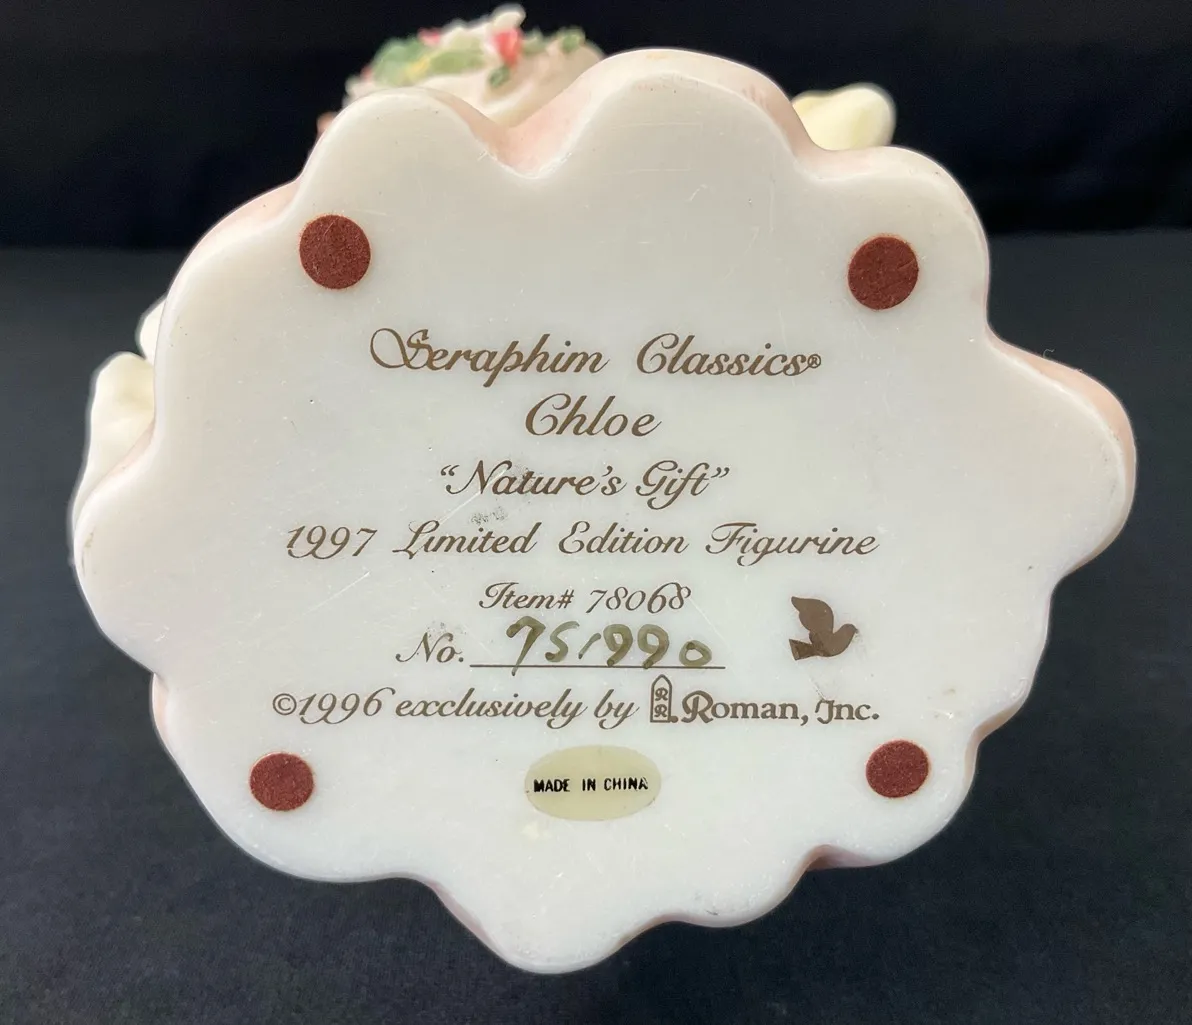 Seraphim Classics®
Chloe
“Nature's Gift”
1997 Limited Edition Figurine
Item# 78068
No. 75,990
©1996 exclusively by RR. Roman, Inc.
MADE IN CHINA